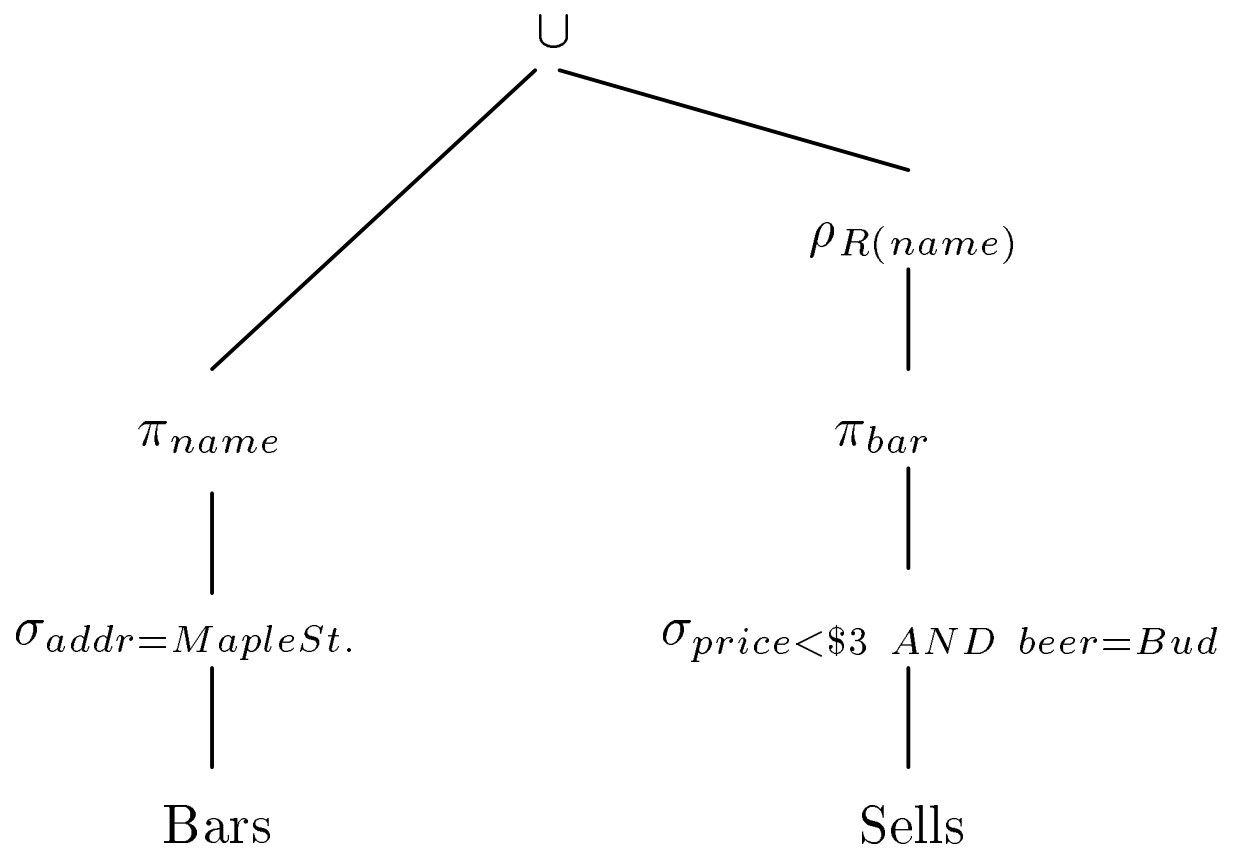 ∪
ρR(name)
πname πbar
σaddr=MapleSt. σprice<$3 AND beer=Bud
Bars Sells